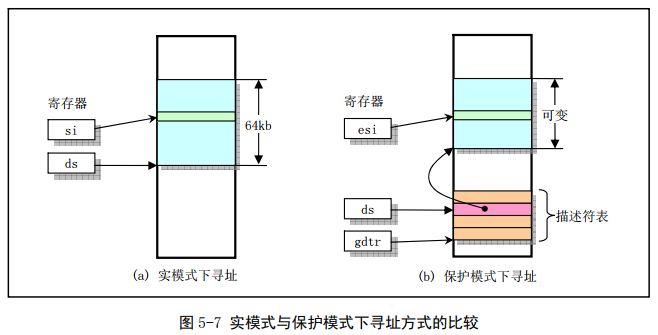 寄存器
si
ds
64kb
(a) 实模式下寻址
寄存器
esi
ds
gdtr
可变
描述符表
(b) 保护模式下寻址
图 5-7 实模式与保护模式下寻址方式的比较